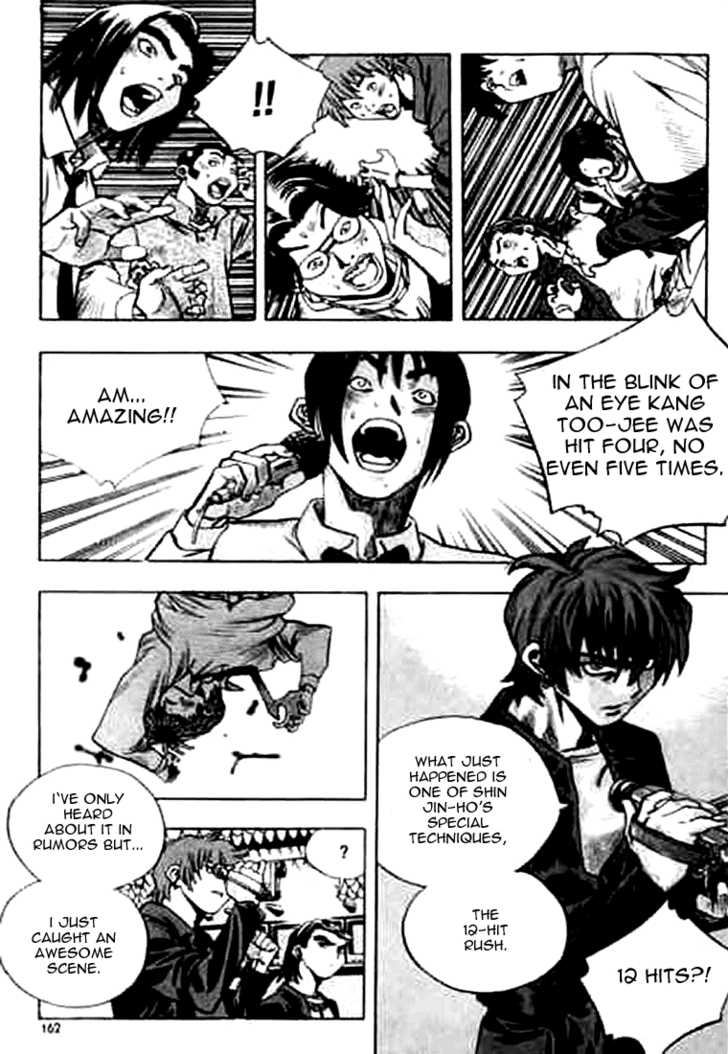 !!
AM...
AMAZING!!
IN THE BLINK OF
AN EYE KANG
TOO-JEE WAS
HIT FOUR, NO
EVEN FIVE TIMES.
I'VE ONLY
HEARD
ABOUT IT IN
RUMORS BUT...
I JUST
CAUGHT AN
AWESOME
SCENE.
?
WHAT JUST
HAPPENED IS
ONE OF SHIN
JIN-HO'S
SPECIAL
TECHNIQUES,
THE
12-HIT
RUSH.
12 HITS?!
162